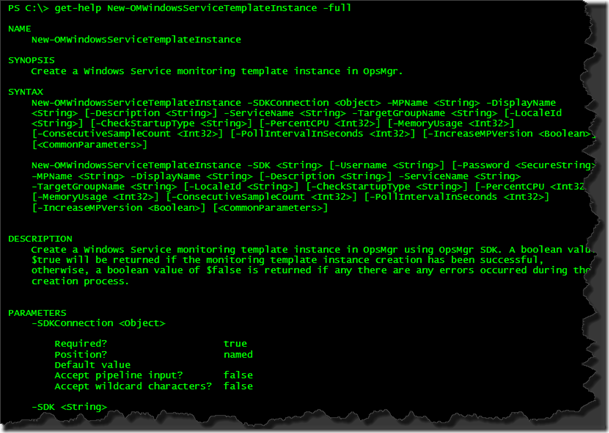 PS C:\> get-help New-OMWindowsServiceTemplateInstance -full
NAME
New-OMWindowsServiceTemplateInstance
SYNOPSIS
Create a Windows Service monitoring template instance in OpsMgr.
SYNTAX
New-OMWindowsServiceTemplateInstance -SDKConnection <Object> -MPName <String> -DisplayName
<String> [-Description <String>] -ServiceName <String> -TargetGroupName <String> [-LocaleId
<String>] [-CheckStartupType <String>] [-PercentCPU <Int32>] [-MemoryUsage <Int32>]
[-ConsecutiveSampleCount <Int32>] [-PollIntervalInSeconds <Int32>] [-IncreaseMPVersion <Boolean>]
[<CommonParameters>]
New-OMWindowsServiceTemplateInstance -SDK <String> [-Username <String>] [-Password <SecureString>
-MPName <String> -DisplayName <String> [-Description <String>] -ServiceName <String>
-TargetGroupName <String> [-LocaleId <String>] [-CheckStartupType <String>] [-PercentCPU <Int32
[-MemoryUsage <Int32>] [-ConsecutiveSampleCount <Int32>] [-PollIntervalInSeconds <Int32>]
[-IncreaseMPVersion <Boolean>] [<CommonParameters>]
DESCRIPTION
Create a Windows Service monitoring template instance in OpsMgr using OpsMgr SDK. A boolean valu
$true will be returned if the monitoring template instance creation has been successful,
otherwise, a boolean value of $false is returned if any there are any errors occurred during the
creation process.
PARAMETERS
-SDKConnection <Object>
Required? true
Position? named
Default value
Accept pipeline input? false
Accept wildcard characters? false
-SDK <String>